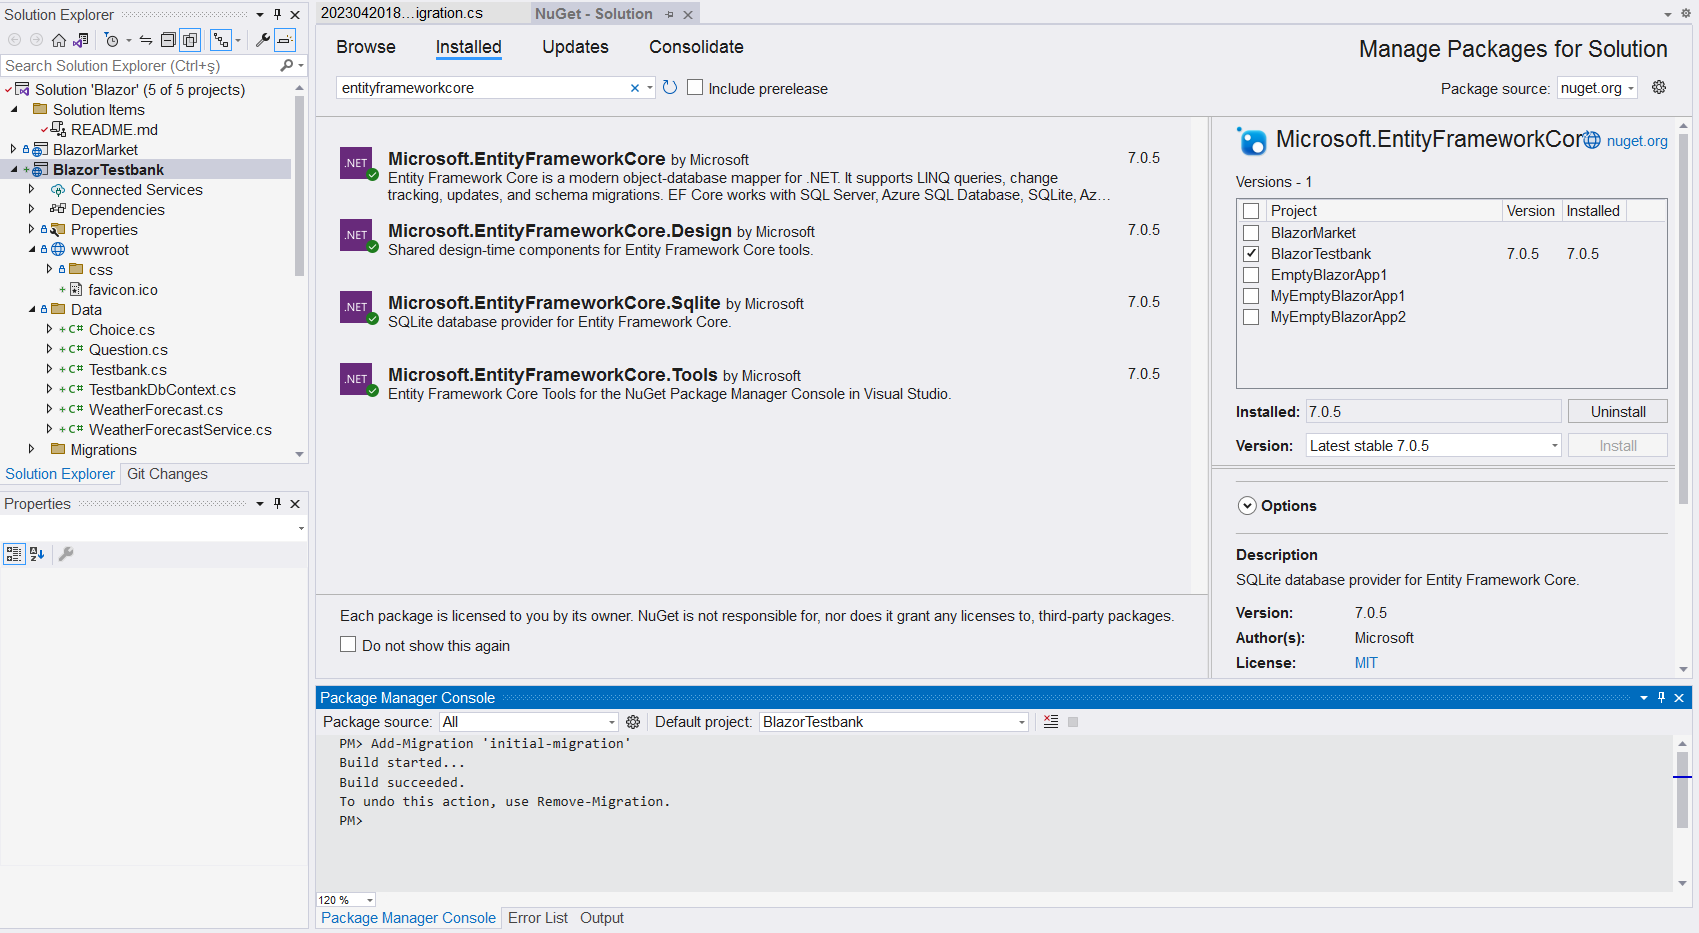 Solution Explorer
Search Solution Explorer (Ctrl+ş)
Solution 'Blazor' (5 of 5 projects)
Solution Items
README.md
BlazorMarket
BlazorTestbank
Connected Services
Dependencies
Properties
wwwroot
css
favicon.ico
Data
C# Choice.cs
C# Question.cs
C# Testbank.cs
C# TestbankDbContext.cs
C# WeatherForecast.cs
C# WeatherForecastService.cs
Migrations
Solution Explorer Git Changes
Properties
2023042018...igration.cs NuGet - Solution
Browse Installed Updates Consolidate
Manage Packages for Solution
entityframeworkcore Include prerelease
Package source: nuget.org
.NET Microsoft.EntityFrameworkCore by Microsoft 7.0.5
Entity Framework Core is a modern object-database mapper for .NET. It supports LINQ queries, change
tracking, updates, and schema migrations. EF Core works with SQL Server, Azure SQL Database, SQLite, Az...
.NET Microsoft.EntityFrameworkCore.Design by Microsoft 7.0.5
Shared design-time components for Entity Framework Core tools.
.NET Microsoft.EntityFrameworkCore.Sqlite by Microsoft 7.0.5
SQLite database provider for Entity Framework Core.
.NET Microsoft.EntityFrameworkCore.Tools by Microsoft 7.0.5
Entity Framework Core Tools for the NuGet Package Manager Console in Visual Studio.
Each package is licensed to you by its owner. NuGet is not responsible for, nor does it grant any licenses to, third-party packages.
Do not show this again
Microsoft.EntityFrameworkCor nuget.org
Versions - 1
Project Version Installed
BlazorMarket
BlazorTestbank 7.0.5 7.0.5
EmptyBlazorApp1
MyEmptyBlazorApp1
MyEmptyBlazorApp2
Installed: 7.0.5 Uninstall
Version: Latest stable 7.0.5 Install
Options
Description
SQLite database provider for Entity Framework Core.
Version: 7.0.5
Author(s): Microsoft
License: MIT
Package Manager Console
Package source: All Default project: BlazorTestbank
PM> Add-Migration 'initial-migration'
Build started...
Build succeeded.
To undo this action, use Remove-Migration.
PM>
120 %
Package Manager Console Error List Output